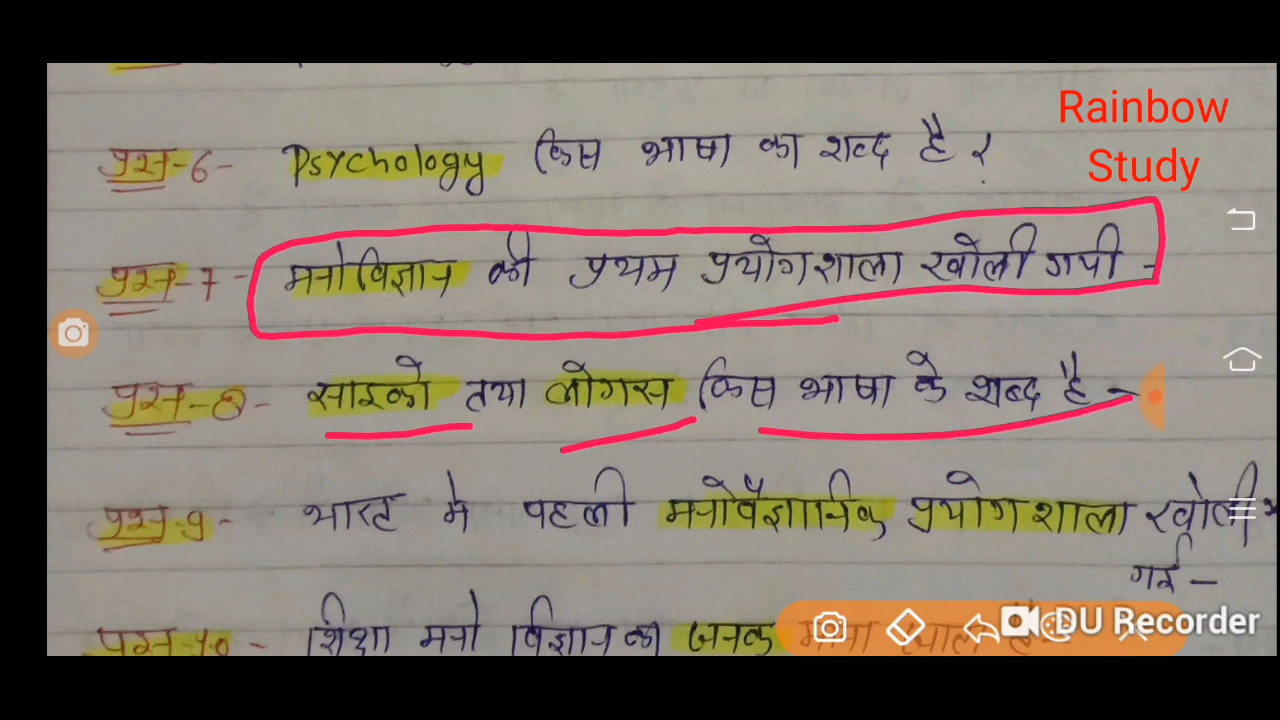 Rainbow
Study
प्रश्न-6- Psychology किस भाषा का शब्द है ?
प्रश्न-7- मनोविज्ञान की प्रथम प्रयोगशाला खोली गयी -
प्रश्न-8- साइको तथा लोगस किस भाषा के शब्द है -
प्रश्न-9- भारत मे पहली मनोवैज्ञानिक प्रयोगशाला खोली
गई -
प्रश्न-10- शिक्षा मनो विज्ञान का जनक माना जाता है
DU Recorder